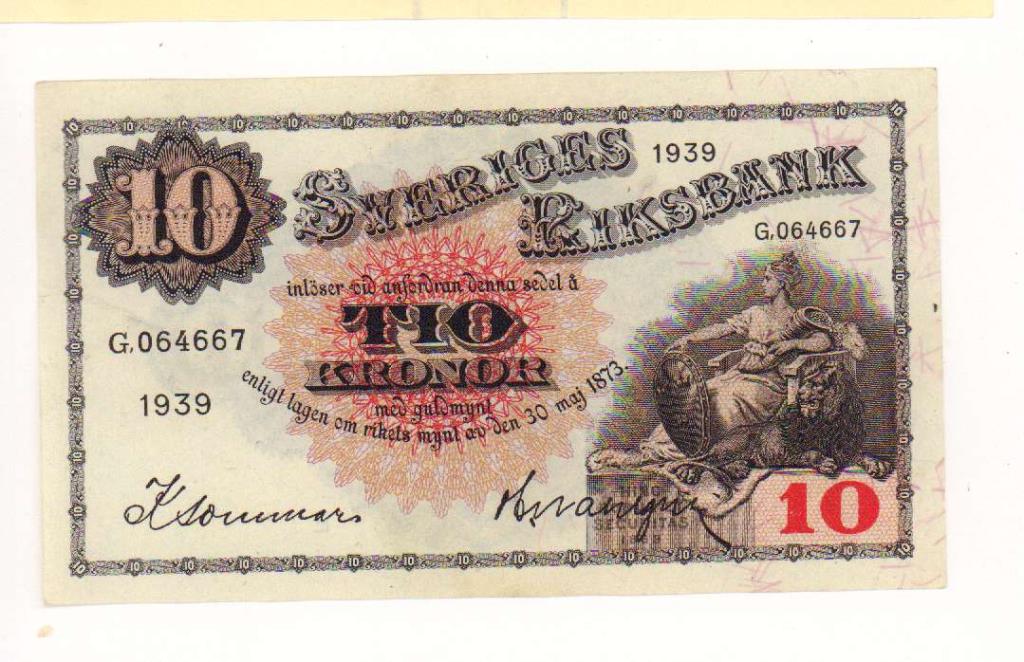 10
SVERIGES 1939
RIKSBANK
G,064667
inlöser vid anfordran denna sedel å
TIO
KRONOR
med guldmynt
enligt lagen om rikets mynt av den 30 maj 1873.
G,064667
1939
SECURITAS
10